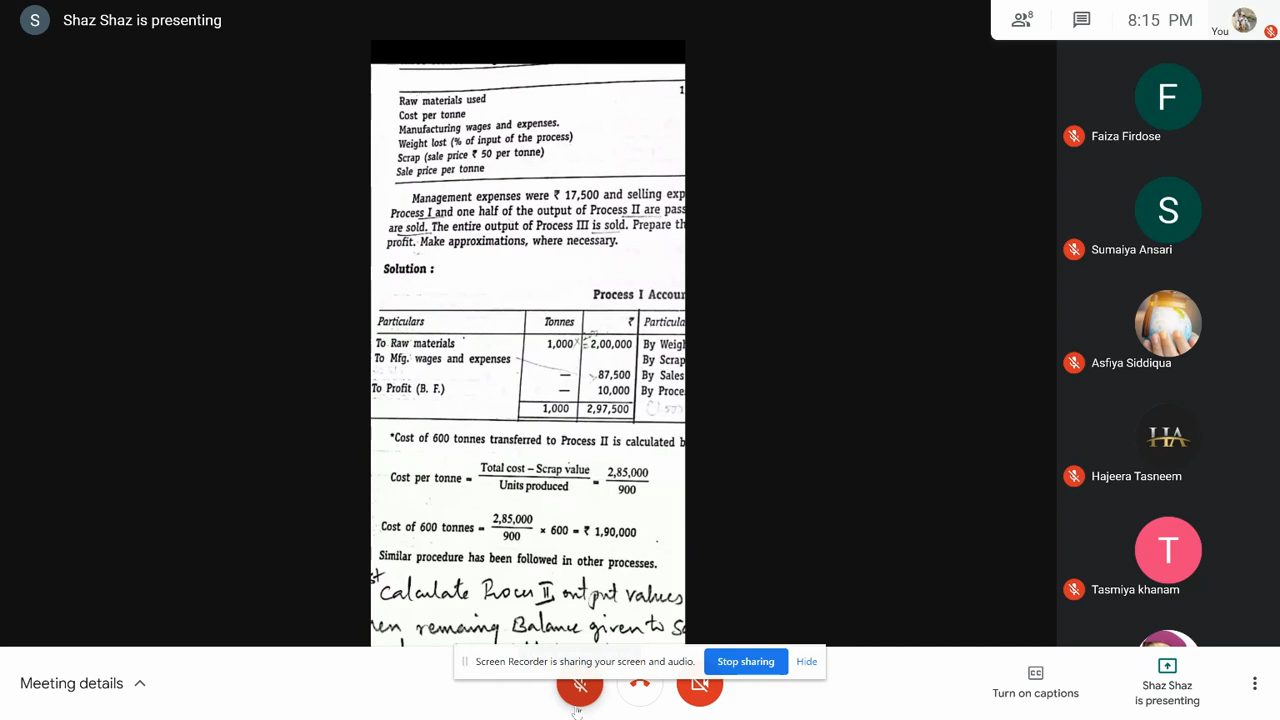 S Shaz Shaz is presenting
8
8:15 PM
You
Raw materials used
Cost per tonne
Manufacturing wages and expenses.
Weight lost (% of input of the process)
Scrap (sale price ₹ 50 per tonne)
Sale price per tonne
1
Management expenses were ₹ 17,500 and selling exp
Process I and one half of the output of Process II are pass
are sold. The entire output of Process III is sold. Prepare th
profit. Make approximations, where necessary.
Solution :
Process I Accour
Particulars Tonnes ₹ Particula
To Raw materials 1,000 2,00,000 By Weigh
To Mfg. wages and expenses By Scrap
— 87,500 By Sales
To Profit (B. F.) — 10,000 By Proce
1,000 2,97,500
*Cost of 600 tonnes transferred to Process II is calculated b
Cost per tonne = Total cost – Scrap value / Units produced = 2,85,000 / 900
Cost of 600 tonnes = 2,85,000 / 900 × 600 = ₹ 1,90,000
Similar procedure has been followed in other processes.
Calculate Process II output values
remaing Balance given to
F
Faiza Firdose
S
Sumaiya Ansari
Asfiya Siddiqua
HA
Hajeera Tasneem
T
Tasmiya khanam
Screen Recorder is sharing your screen and audio. Stop sharing Hide
Meeting details
Turn on captions
Shaz Shaz
is presenting